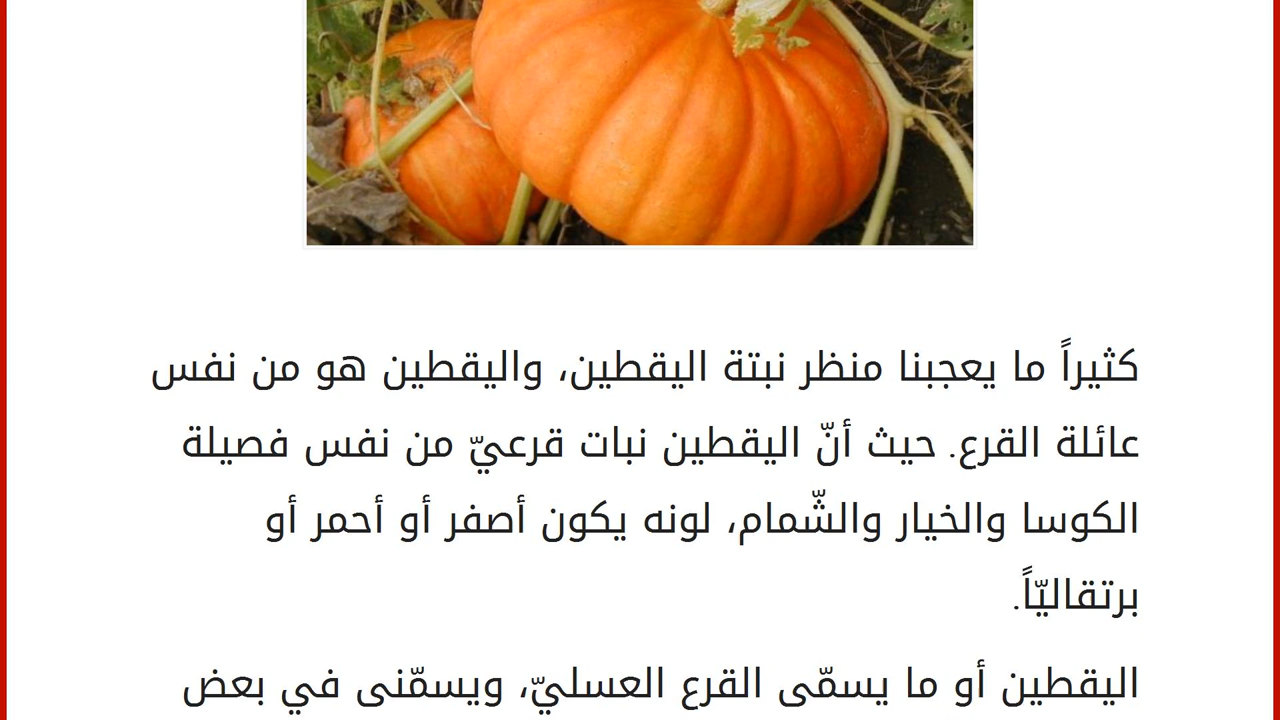 كثيراً ما يعجبنا منظر نبتة اليقطين، واليقطين هو من نفس
عائلة القرع. حيث أنّ اليقطين نبات قرعيّ من نفس فصيلة
الكوسا والخيار والشّمام، لونه يكون أصفر أو أحمر أو
برتقاليّاً.
اليقطين أو ما يسمّى القرع العسليّ، ويسمّنى في بعض